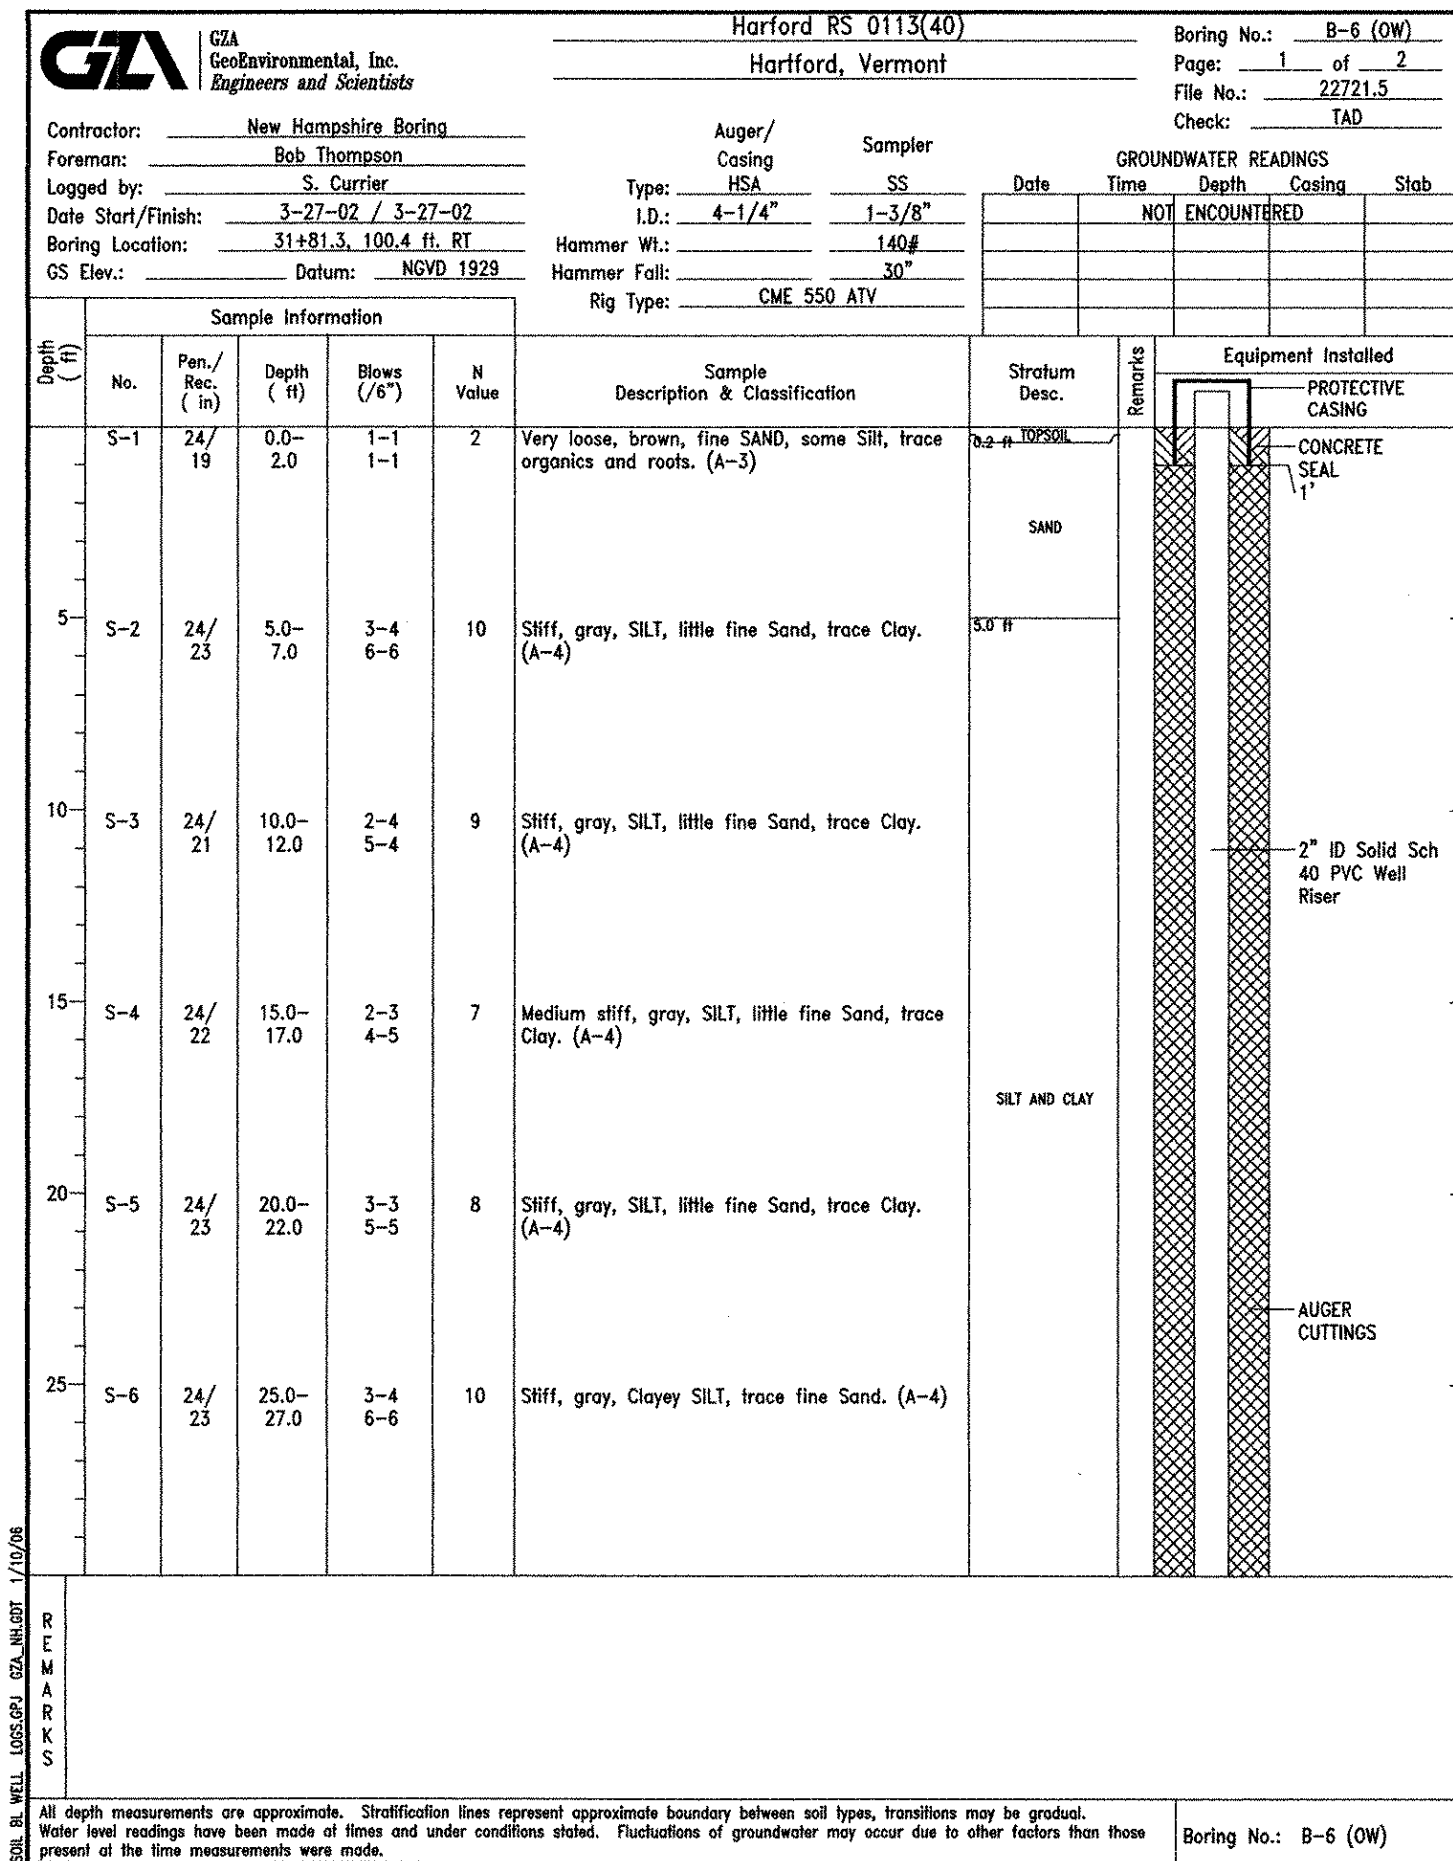 GZA
GZA
GeoEnvironmental, Inc.
Engineers and Scientists
Harford RS 0113(40)
Hartford, Vermont
Boring No.: B-6 (OW)
Page: 1 of 2
File No.: 22721.5
Check: TAD
Contractor: New Hampshire Boring
Foreman: Bob Thompson
Logged by: S. Currier
Date Start/Finish: 3-27-02 / 3-27-02
Boring Location: 31+81.3, 100.4 ft. RT
GS Elev.: Datum: NGVD 1929
Auger/
Casing Sampler
Type: HSA SS
I.D.: 4-1/4" 1-3/8"
Hammer Wt.: 140#
Hammer Fall: 30"
Rig Type: CME 550 ATV
GROUNDWATER READINGS
Date Time Depth Casing Stab
NOT ENCOUNTERED
Depth
( ft)
Sample Information
No.
Pen./
Rec.
( in)
Depth
( ft)
Blows
(/6")
N
Value
Sample
Description & Classification
Stratum
Desc.
Remarks
Equipment Installed
PROTECTIVE
CASING
S-1 24/ 0.0- 1-1 2 Very loose, brown, fine SAND, some Silt, trace
19 2.0 1-1 organics and roots. (A-3)
0.2 ft TOPSOIL
CONCRETE
SEAL
1'
SAND
5
S-2 24/ 5.0- 3-4 10 Stiff, gray, SILT, little fine Sand, trace Clay.
23 7.0 6-6 (A-4)
5.0 ft
10
S-3 24/ 10.0- 2-4 9 Stiff, gray, SILT, little fine Sand, trace Clay.
21 12.0 5-4 (A-4)
2" ID Solid Sch
40 PVC Well
Riser
15
S-4 24/ 15.0- 2-3 7 Medium stiff, gray, SILT, little fine Sand, trace
22 17.0 4-5 Clay. (A-4)
SILT AND CLAY
20
S-5 24/ 20.0- 3-3 8 Stiff, gray, SILT, little fine Sand, trace Clay.
23 22.0 5-5 (A-4)
AUGER
CUTTINGS
25
S-6 24/ 25.0- 3-4 10 Stiff, gray, Clayey SILT, trace fine Sand. (A-4)
23 27.0 6-6
REMARKS
SOIL BL WELL LOGS.GPJ GZA_NH.GDT 1/10/06
All depth measurements are approximate. Stratification lines represent approximate boundary between soil types, transitions may be gradual.
Water level readings have been made at times and under conditions stated. Fluctuations of groundwater may occur due to other factors than those
present at the time measurements were made.
Boring No.: B-6 (OW)